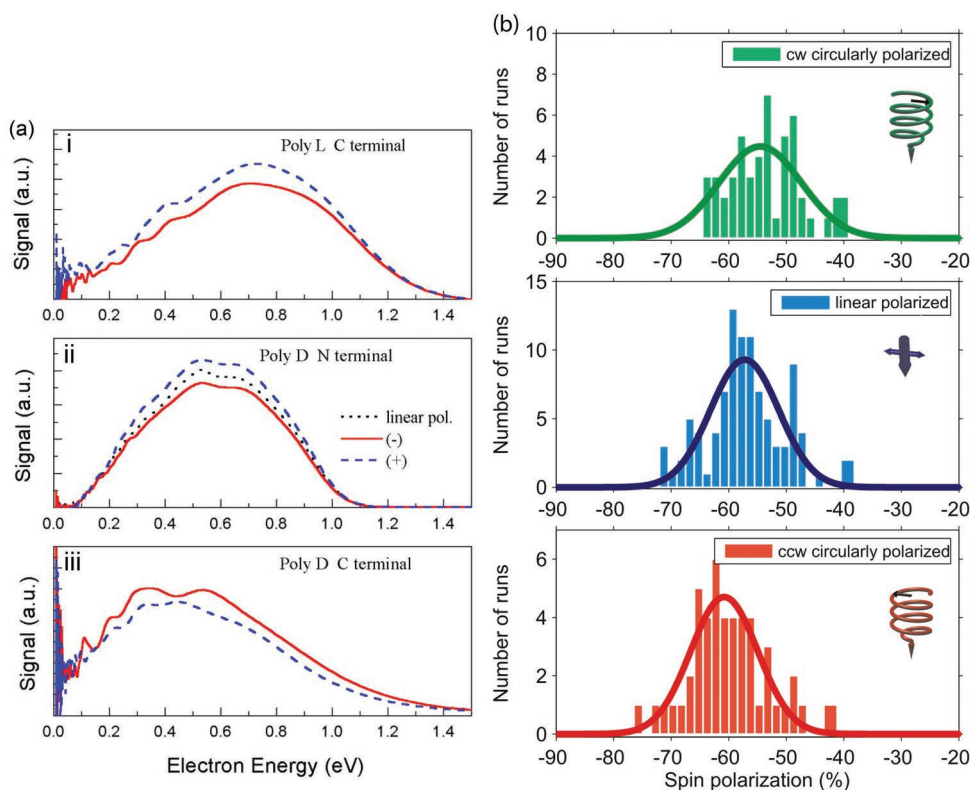 (a)
i
Poly L C terminal
Signal (a.u.)
0.0 0.2 0.4 0.6 0.8 1.0 1.2 1.4
ii
Poly D N terminal
Signal (a.u.)
linear pol.
(-)
(+)
0.0 0.2 0.4 0.6 0.8 1.0 1.2 1.4
iii
Poly D C terminal
Signal (a.u.)
0.0 0.2 0.4 0.6 0.8 1.0 1.2 1.4
Electron Energy (eV)
(b)
10
8
6
4
2
0
Number of runs
cw circularly polarized
-90 -80 -70 -60 -50 -40 -30 -20
15
10
5
0
Number of runs
linear polarized
-90 -80 -70 -60 -50 -40 -30 -20
6
4
2
0
Number of runs
ccw circularly polarized
-90 -80 -70 -60 -50 -40 -30 -20
Spin polarization (%)